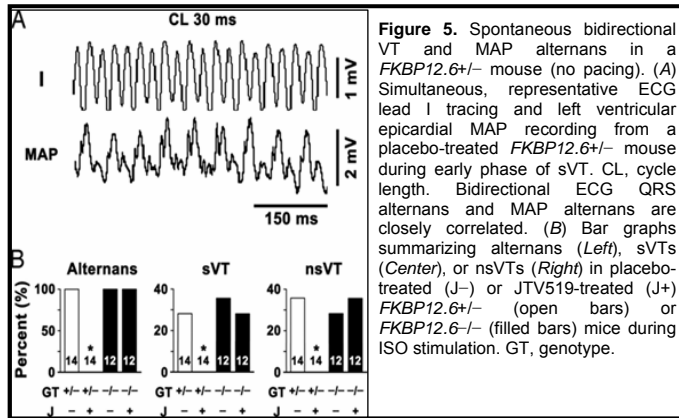 A
CL 30 ms
I
1 mV
MAP
2 mV
150 ms
B
Alternans
sVT
nsVT
Percent (%)
100
50
0
40
20
0
40
20
0
*
*
*
14 14 12 12
14 14 12 12
14 14 12 12
GT +/− +/− −/− −/−
+/− +/− −/− −/−
+/− +/− −/− −/−
J − + − +
− + − +
− + − +
Figure 5. Spontaneous bidirectional
VT and MAP alternans in a
FKBP12.6+/− mouse (no pacing). (A)
Simultaneous, representative ECG
lead I tracing and left ventricular
epicardial MAP recording from a
placebo-treated FKBP12.6+/− mouse
during early phase of sVT. CL, cycle
length. Bidirectional ECG QRS
alternans and MAP alternans are
closely correlated. (B) Bar graphs
summarizing alternans (Left), sVTs
(Center), or nsVTs (Right) in placebo-
treated (J−) or JTV519-treated (J+)
FKBP12.6+/− (open bars) or
FKBP12.6−/− (filled bars) mice during
ISO stimulation. GT, genotype.